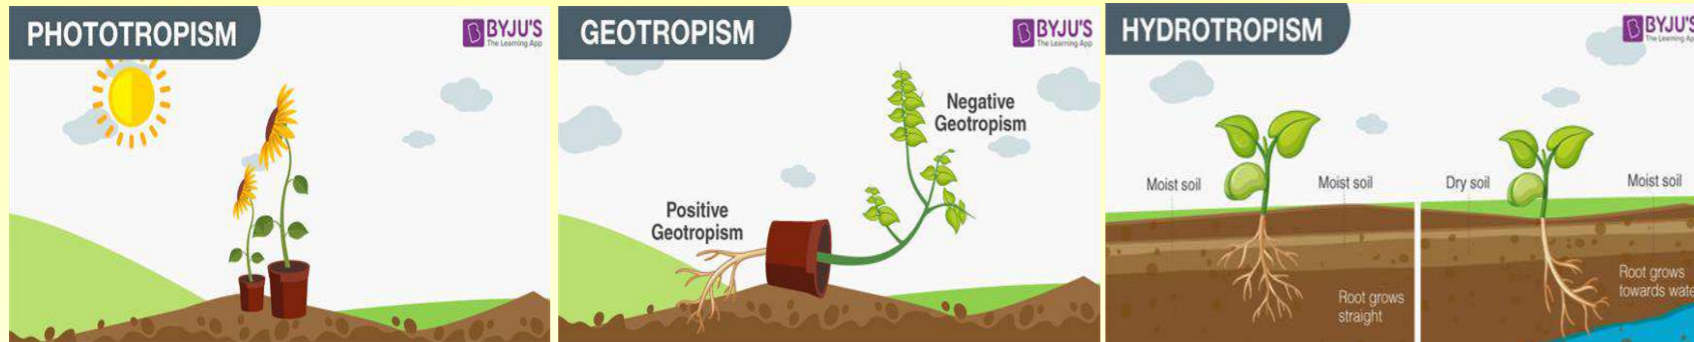 PHOTOTROPISM
BYJU'S
The Learning App
GEOTROPISM
BYJU'S
The Learning App
Negative
Geotropism
Positive
Geotropism
HYDROTROPISM
BYJU'S
The Learning App
Moist soil
Moist soil
Root grows
straight
Dry soil
Moist soil
Root grows
towards wate